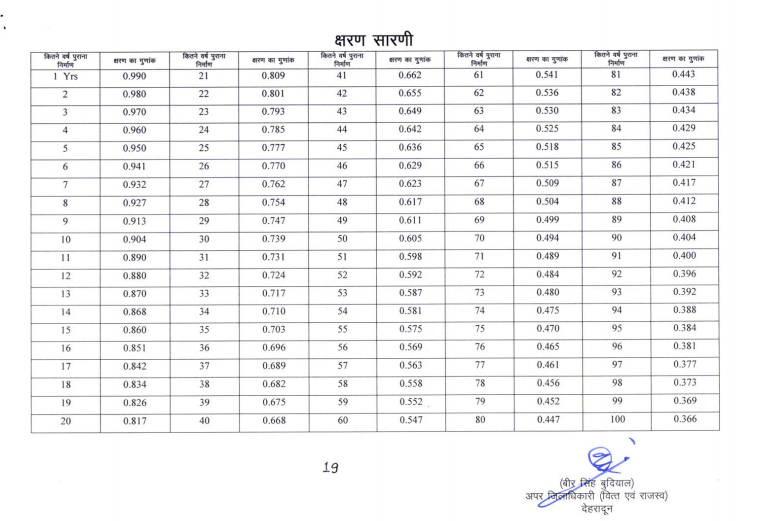 क्षरण सारणी
कितने वर्ष पुराना निर्माण क्षरण का गुणांक कितने वर्ष पुराना निर्माण क्षरण का गुणांक कितने वर्ष पुराना निर्माण क्षरण का गुणांक कितने वर्ष पुराना निर्माण क्षरण का गुणांक कितने वर्ष पुराना निर्माण क्षरण का गुणांक
1 Yrs 0.990 21 0.809 41 0.662 61 0.541 81 0.443
2 0.980 22 0.801 42 0.655 62 0.536 82 0.438
3 0.970 23 0.793 43 0.649 63 0.530 83 0.434
4 0.960 24 0.785 44 0.642 64 0.525 84 0.429
5 0.950 25 0.777 45 0.636 65 0.518 85 0.425
6 0.941 26 0.770 46 0.629 66 0.515 86 0.421
7 0.932 27 0.762 47 0.623 67 0.509 87 0.417
8 0.927 28 0.754 48 0.617 68 0.504 88 0.412
9 0.913 29 0.747 49 0.611 69 0.499 89 0.408
10 0.904 30 0.739 50 0.605 70 0.494 90 0.404
11 0.890 31 0.731 51 0.598 71 0.489 91 0.400
12 0.880 32 0.724 52 0.592 72 0.484 92 0.396
13 0.870 33 0.717 53 0.587 73 0.480 93 0.392
14 0.868 34 0.710 54 0.581 74 0.475 94 0.388
15 0.860 35 0.703 55 0.575 75 0.470 95 0.384
16 0.851 36 0.696 56 0.569 76 0.465 96 0.381
17 0.842 37 0.689 57 0.563 77 0.461 97 0.377
18 0.834 38 0.682 58 0.558 78 0.456 98 0.373
19 0.826 39 0.675 59 0.552 79 0.452 99 0.369
20 0.817 40 0.668 60 0.547 80 0.447 100 0.366
19
(बीर सिंह बुदियाल)
अपर जिलाधिकारी (वित्त एवं राजस्व)
देहरादून